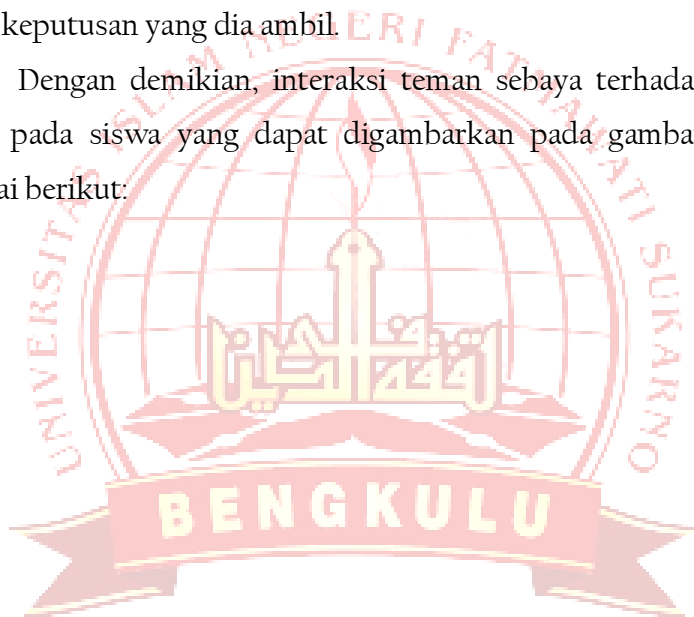 keputusan yang dia ambil.
Dengan demikian, interaksi teman sebaya terhada
pada siswa yang dapat digambarkan pada gamba
ai berikut:
UNIVERSITAS ISLAM NEGERI FATMAWATI SUKARNO
BENGKULU